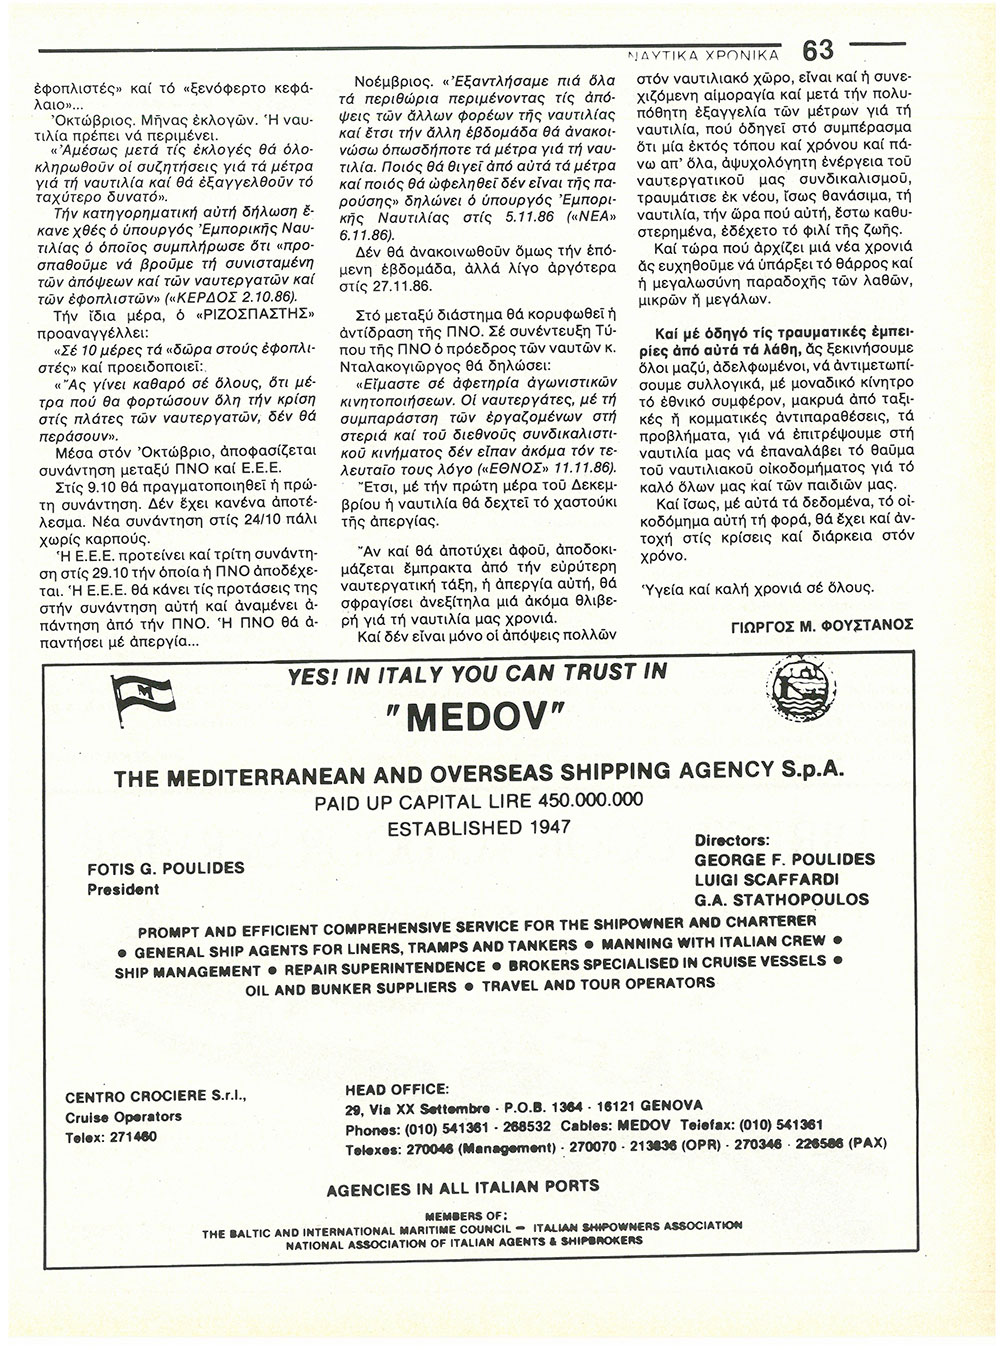 ΝΑΥΤΙΚΑ ΧΡΟΝΙΚΑ 63
ἐφοπλιστές» καί τό «ξενόφερτο κεφά-
λαιο»...
Ὀκτώβριος. Μῆνας ἐκλογῶν. Ἡ ναυ-
τιλία πρέπει νά περιμένει.
«Ἀμέσως μετά τίς ἐκλογές θά ὁλο-
κληρωθοῦν οἱ συζητήσεις γιά τά μέτρα
γιά τή ναυτιλία καί θά ἐξαγγελθοῦν τό
ταχύτερο δυνατό».
Τήν κατηγορηματική αὐτή δήλωση ἔ-
κανε χθές ὁ ὑπουργός Ἐμπορικῆς Ναυ-
τιλίας ὁ ὁποῖος συμπλήρωσε ὅτι «προ-
σπαθοῦμε νά βροῦμε τή συνισταμένη
τῶν ἀπόψεων καί τῶν ναυτεργατῶν καί
τῶν ἐφοπλιστῶν» («ΚΕΡΔΟΣ 2.10.86).
Τήν ἴδια μέρα, ὁ «ΡΙΖΟΣΠΑΣΤΗΣ»
προαναγγέλλει:
«Σέ 10 μέρες τά «δῶρα στούς ἐφοπλι-
στές» καί προειδοποιεῖ:
«Ἄς γίνει καθαρό σέ ὅλους, ὅτι μέ-
τρα πού θα φορτώσουν ὅλη τήν κρίση
στίς πλάτες τῶν ναυτεργατῶν, δέν θά
περάσουν».
Μέσα στόν Ὀκτώβριο, ἀποφασίζεται
συνάντηση μεταξύ ΠΝΟ καί Ε.Ε.Ε.
Στίς 9.10 θά πραγματοποιηθεῖ ἡ πρώ-
τη συνάντηση. Δέν ἔχει κανένα ἀποτέ-
λεσμα. Νέα συνάντηση στίς 24/10 πάλι
χωρίς καρπούς.
Ἡ Ε.Ε.Ε. προτείνει καί τρίτη συνάντη-
ση στίς 29.10 τήν ὁποία ἡ ΠΝΟ ἀποδέχε-
ται. Ἡ Ε.Ε.Ε. θά κάνει τίς προτάσεις της
στήν συνάντηση αὐτή καί ἀναμένει ἀ-
πάντηση ἀπό τήν ΠΝΟ. Ἡ ΠΝΟ θά ἀ-
παντήσει μέ ἀπεργία...
Νοέμβριος. «Ἐξαντλήσαμε πιά ὅλα
τά περιθώρια περιμένοντας τίς ἀπό-
ψεις τῶν ἄλλων φορέων τῆς ναυτιλίας
καί ἔτσι τήν ἄλλη ἑβδομάδα θά ἀνακοι-
νώσω ὁπωσδήποτε τά μέτρα γιά τή ναυ-
τιλία. Ποιός θά θιγεῖ ἀπό αὐτά τά μέτρα
καί ποιός θά ὠφεληθεῖ δέν εἶναι τῆς πα-
ρούσης» δηλώνει ὁ ὑπουργός Ἐμπορι-
κῆς Ναυτιλίας στίς 5.11.86 («ΝΕΑ»
6.11.86).
Δέν θά ἀνακοινωθοῦν ὅμως τήν ἑπό-
μενη ἑβδομάδα, ἀλλά λίγο ἀργότερα
στίς 27.11.86.
Στό μεταξύ διάστημα θά κορυφωθεῖ ἡ
ἀντίδραση τῆς ΠΝΟ. Σέ συνέντευξη Τύ-
που τῆς ΠΝΟ ὁ πρόεδρος τῶν ναυτῶν κ.
Νταλακογιώργος θά δηλώσει:
«Εἴμαστε σέ ἀφετηρία ἀγωνιστικῶν
κινητοποιήσεων. Οἱ ναυτεργάτες, μέ τή
συμπαράσταση τῶν ἐργαζομένων στή
στεριά καί τοῦ διεθνοῦς συνδικαλιστι-
κοῦ κινήματος δέν εἶπαν ἀκόμα τόν τε-
λευταῖο τους λόγο («ΕΘΝΟΣ» 11.11.86).
Ἔτσι, μέ τήν πρώτη μέρα τοῦ Δεκεμ-
βρίου ἡ ναυτιλία θά δεχτεῖ τό χαστούκι
τῆς ἀπεργίας.
Ἄν καί θά ἀποτύχει ἀφοῦ, ἀποδοκι-
μάζεται ἔμπρακτα ἀπό τήν εὐρύτερη
ναυτεργατική τάξη, ἡ ἀπεργία αὐτή, θά
σφραγίσει ἀνεξίτηλα μιά ἀκόμα θλιβε-
ρή γιά τή ναυτιλία μας χρονιά.
Καί δέν εἶναι μόνο οἱ ἀπόψεις πολλῶν
στόν ναυτιλιακό χῶρο, εἶναι καί ἡ συνε-
χιζόμενη αἱμοραγία καί μετά τήν πολυ-
πόθητη ἐξαγγελία τῶν μέτρων γιά τή
ναυτιλία, πού ὁδηγεῖ στό συμπέρασμα
ὅτι μία ἐκτός τόπου καί χρόνου καί πά-
νω ἀπ' ὅλα, ἀψυχολόγητη ἐνέργεια τοῦ
ναυτεργατικοῦ μας συνδικαλισμοῦ,
τραυμάτισε ἐκ νέου, ἴσως θανάσιμα, τή
ναυτιλία, τήν ὥρα πού αὐτή, ἔστω καθυ-
στερημένα, ἐδέχετο τό φιλί τῆς ζωῆς.
Καί τώρα πού ἀρχίζει μιά νέα χρονιά
ἄς εὐχηθοῦμε νά ὑπάρξει τό θάρρος καί
ἡ μεγαλωσύνη παραδοχῆς τῶν λαθῶν,
μικρῶν ἤ μεγάλων.
Καί μέ ὁδηγό τίς τραυματικές ἐμπει-
ρίες ἀπό αὐτά τά λάθη, ἄς ξεκινήσουμε
ὅλοι μαζύ, ἀδελφωμένοι, νά ἀντιμετωπί-
σουμε συλλογικά, μέ μοναδικό κίνητρο
τό ἐθνικό συμφέρον, μακρυά ἀπό ταξι-
κές ἤ κομματικές ἀντιπαραθέσεις, τά
προβλήματα, γιά νά ἐπιτρέψουμε στή
ναυτιλία μας νά ἐπαναλάβει τό θαῦμα
τοῦ ναυτιλιακοῦ οἰκοδομήματος γιά τό
καλό ὅλων μας καί τῶν παιδιῶν μας.
Καί ἴσως, μέ αὐτά τά δεδομένα, τό οἰ-
κοδόμημα αὐτή τή φορά, θά ἔχει καί ἀν-
τοχή στίς κρίσεις καί διάρκεια στόν
χρόνο.
Ὑγεία καί καλή χρονιά σέ ὅλους.
ΓΙΩΡΓΟΣ Μ. ΦΟΥΣΤΑΝΟΣ
M
YES! IN ITALY YOU CAN TRUST IN
"MEDOV"
THE MEDITERRANEAN AND OVERSEAS SHIPPING AGENCY S.p.A.
PAID UP CAPITAL LIRE 450.000.000
ESTABLISHED 1947
FOTIS G. POULIDES
President
Directors:
GEORGE F. POULIDES
LUIGI SCAFFARDI
G.A. STATHOPOULOS
PROMPT AND EFFICIENT COMPREHENSIVE SERVICE FOR THE SHIPOWNER AND CHARTERER
● GENERAL SHIP AGENTS FOR LINERS, TRAMPS AND TANKERS ● MANNING WITH ITALIAN CREW ●
SHIP MANAGEMENT ● REPAIR SUPERINTENDENCE ● BROKERS SPECIALISED IN CRUISE VESSELS ●
OIL AND BUNKER SUPPLIERS ● TRAVEL AND TOUR OPERATORS
CENTRO CROCIERE S.r.l.,
Cruise Operators
Telex: 271460
HEAD OFFICE:
29, Via XX Settembre - P.O.B. 1364 - 16121 GENOVA
Phones: (010) 541361 - 268532 Cables: MEDOV Telefax: (010) 541361
Telexes: 270046 (Management) - 270070 - 213836 (OPR) - 270346 - 226586 (PAX)
AGENCIES IN ALL ITALIAN PORTS
MEMBERS OF:
THE BALTIC AND INTERNATIONAL MARITIME COUNCIL — ITALIAN SHIPOWNERS ASSOCIATION
NATIONAL ASSOCIATION OF ITALIAN AGENTS & SHIPBROKERS